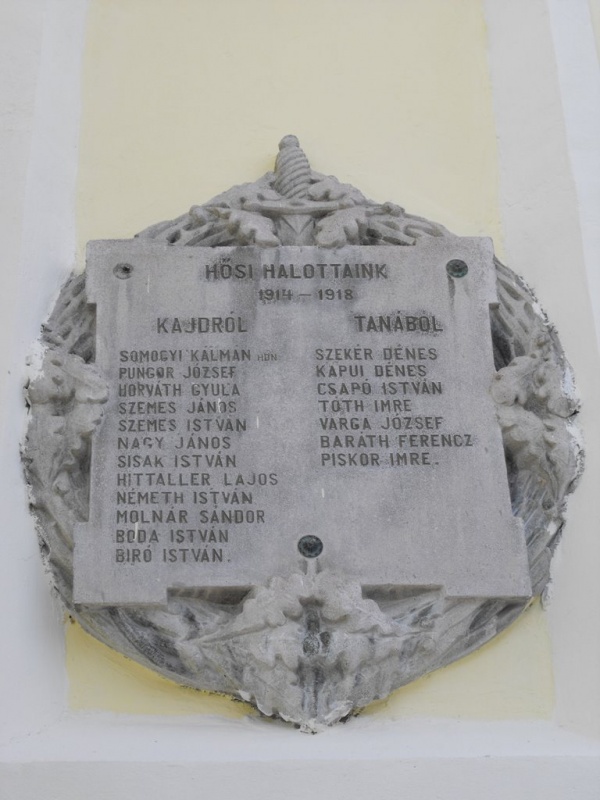 HŐSI HALOTTAINK
1914 – 1918
KAJDRÓL
SOMOGYI KÁLMÁN HDN.
PUNGOR JÓZSEF
HORVÁTH GYULA
SZEMES JÁNOS
SZEMES ISTVÁN
NAGY JÁNOS
SISAK ISTVÁN
HITTALLER LAJOS
NÉMETH ISTVÁN
MOLNÁR SÁNDOR
BODA ISTVÁN
BIRÓ ISTVÁN.
TANÁBÓL
SZEKÉR DÉNES
KAPUI DÉNES
CSAPÓ ISTVÁN
TÓTH IMRE
VARGA JÓZSEF
BARÁTH FERENCZ
PISKOR IMRE.